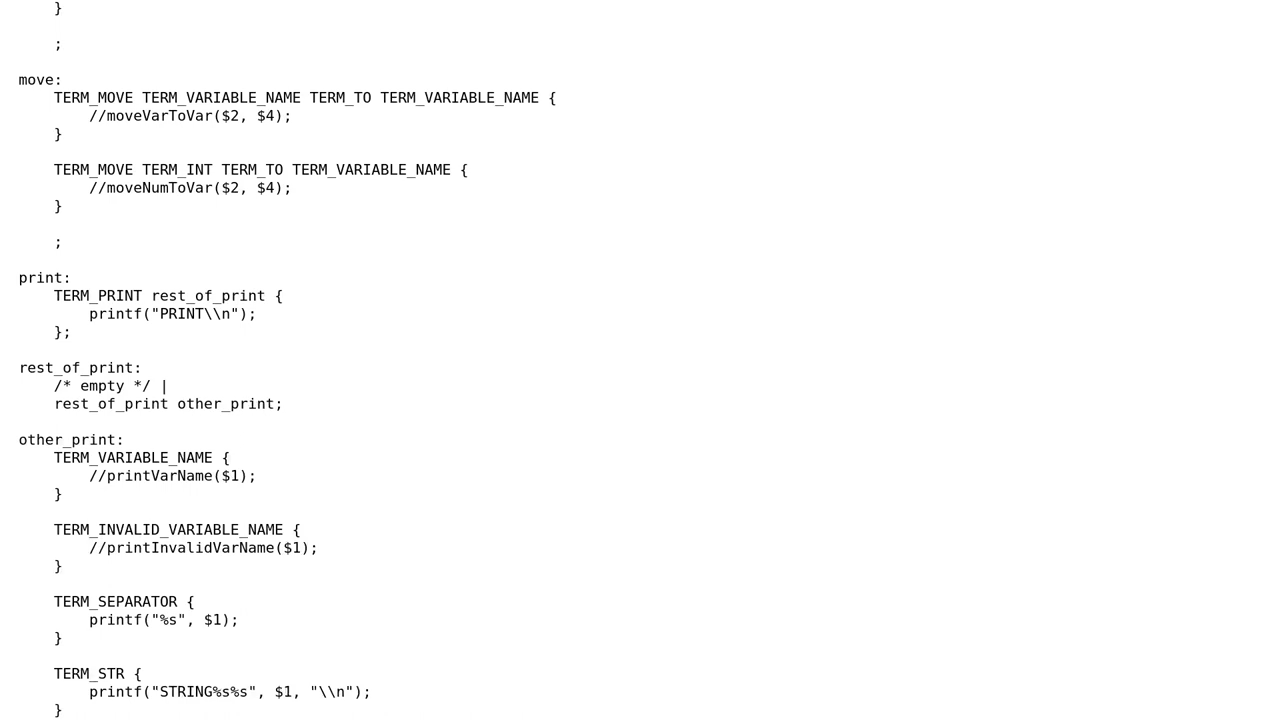 }
;
move:
TERM_MOVE TERM_VARIABLE_NAME TERM_TO TERM_VARIABLE_NAME {
//moveVarToVar($2, $4);
}
TERM_MOVE TERM_INT TERM_TO TERM_VARIABLE_NAME {
//moveNumToVar($2, $4);
}
;
print:
TERM_PRINT rest_of_print {
printf("PRINT\\n");
};
rest_of_print:
/* empty */ |
rest_of_print other_print;
other_print:
TERM_VARIABLE_NAME {
//printVarName($1);
}
TERM_INVALID_VARIABLE_NAME {
//printInvalidVarName($1);
}
TERM_SEPARATOR {
printf("%s", $1);
}
TERM_STR {
printf("STRING%s%s", $1, "\\n");
}